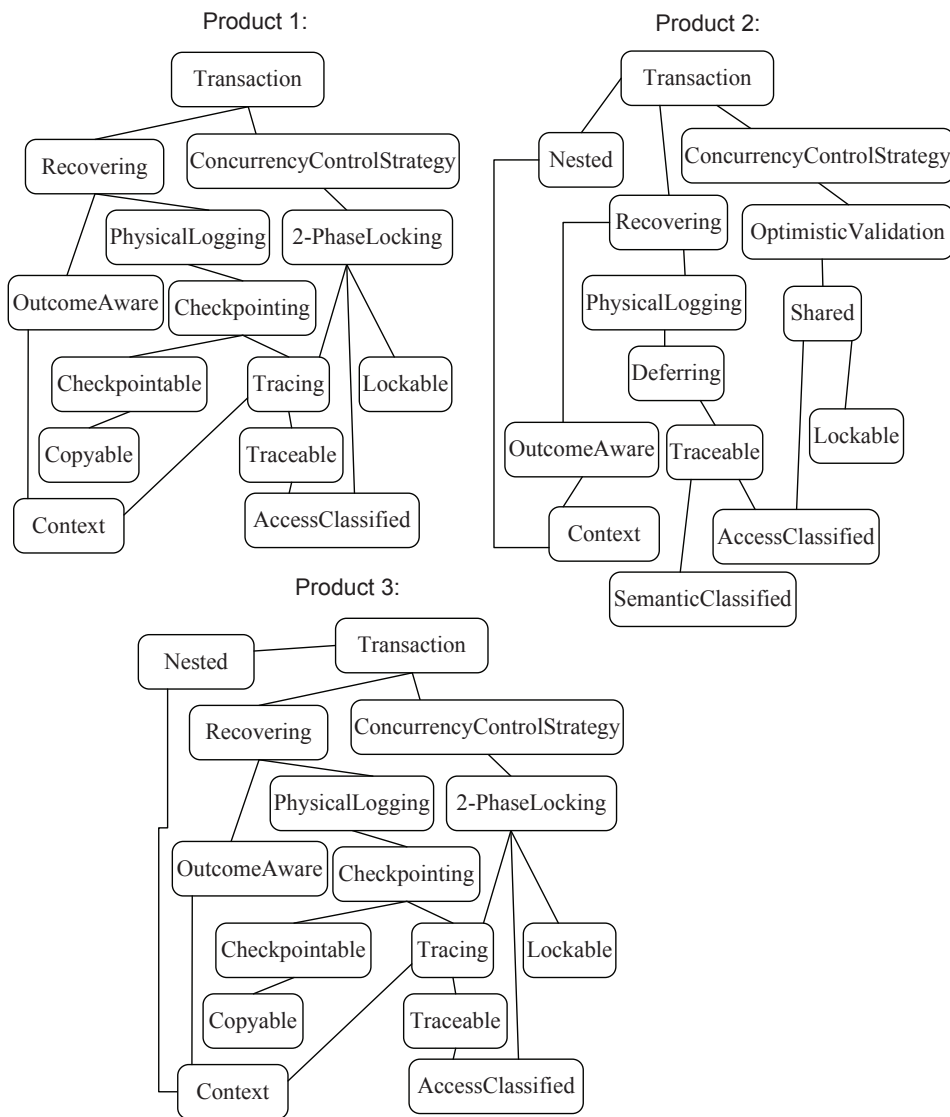 Product 1:
Transaction
Recovering
ConcurrencyControlStrategy
PhysicalLogging
2-PhaseLocking
OutcomeAware
Checkpointing
Checkpointable
Tracing
Lockable
Copyable
Traceable
Context
AccessClassified
Product 2:
Transaction
Nested
ConcurrencyControlStrategy
Recovering
OptimisticValidation
PhysicalLogging
Shared
Deferring
Lockable
OutcomeAware
Traceable
Context
AccessClassified
SemanticClassified
Product 3:
Nested
Transaction
Recovering
ConcurrencyControlStrategy
PhysicalLogging
2-PhaseLocking
OutcomeAware
Checkpointing
Checkpointable
Tracing
Lockable
Copyable
Traceable
Context
AccessClassified